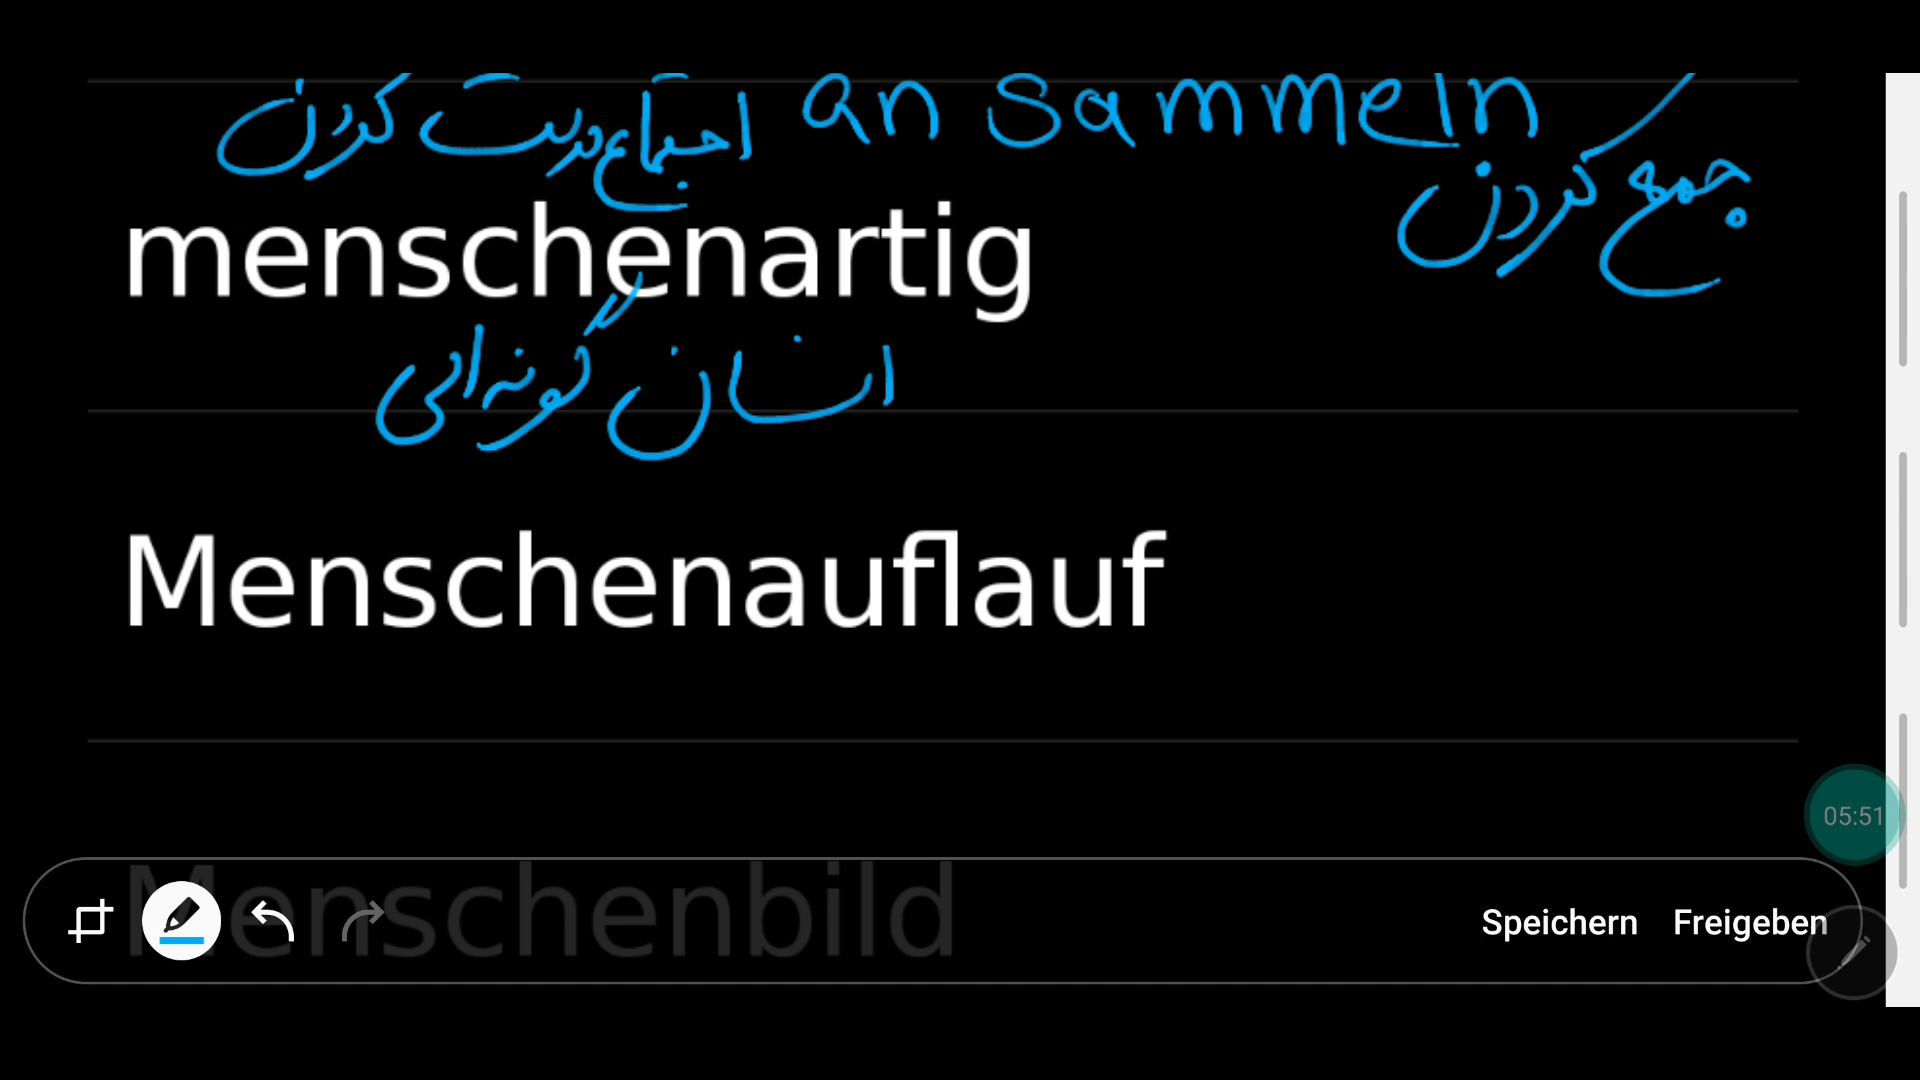 an sammeln اجتماع درست کردن
جمع کردن
menschenartig
انسان گونه‌ای
Menschenauflauf
05:51
Menschenbild
Speichern Freigeben